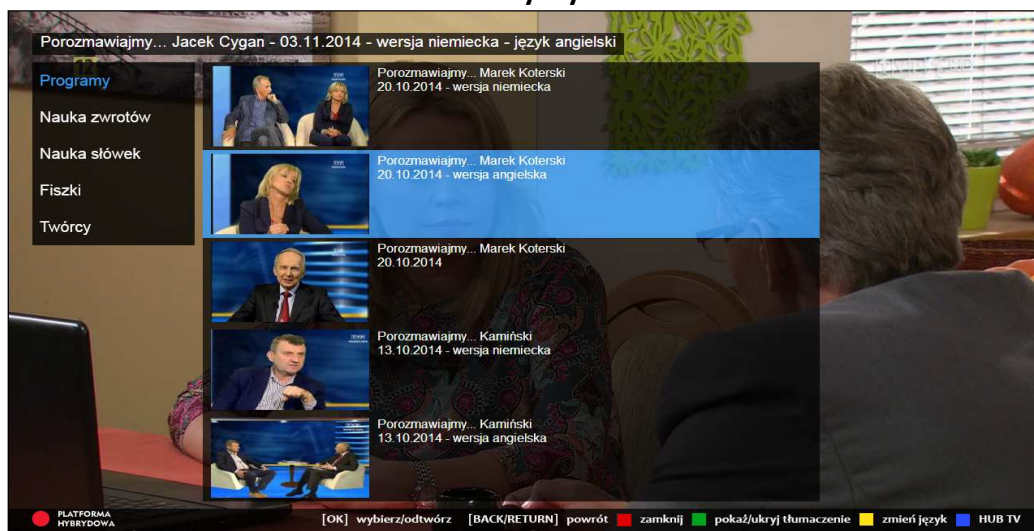 Porozmawiajmy... Jacek Cygan - 03.11.2014 - wersja niemiecka - język angielski
Programy
Nauka zwrotów
Nauka słówek
Fiszki
Twórcy
Porozmawiajmy... Marek Koterski
20.10.2014 - wersja niemiecka
Porozmawiajmy... Marek Koterski
20.10.2014 - wersja angielska
Porozmawiajmy... Marek Koterski
20.10.2014
Porozmawiajmy... Kamiński
13.10.2014 - wersja niemiecka
Porozmawiajmy... Kamiński
13.10.2014 - wersja angielska
PLATFORMA
HYBRYDOWA
[OK] wybierz/odtwórz [BACK/RETURN] powrót zamknij pokaż/ukryj tłumaczenie zmień język HUB TV